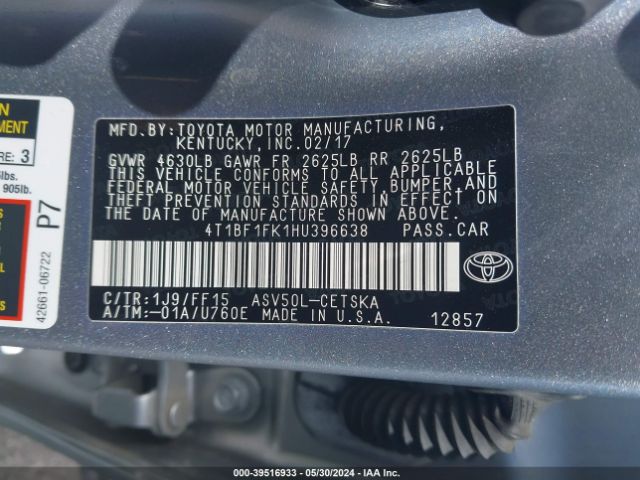 N
EMENT
RE: 3
lbs.
905lb.
P7
42661-06722
MFD.BY:TOYOTA MOTOR MANUFACTURING,
KENTUCKY,INC.02/17
GVWR 4630LB GAWR FR 2625LB RR 2625LB
THIS VEHICLE CONFORMS TO ALL APPLICABLE
FEDERAL MOTOR VEHICLE SAFETY,BUMPER,AND
THEFT PREVENTION STANDARDS IN EFFECT ON
THE DATE OF MANUFACTURE SHOWN ABOVE.
4T1BF1FK1HU396638 PASS.CAR
C/TR:1J9/FF15 ASV50L-CETSKA
A/TM:-01A/U760E MADE IN U.S.A.
12857
TOYOTA
000-39516933 - 05/30/2024 - IAA Inc.